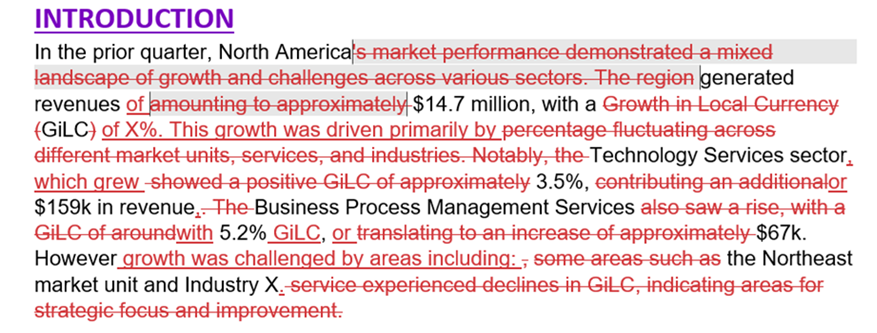 INTRODUCTION
In the prior quarter, North America's market performance demonstrated a mixed
landscape of growth and challenges across various sectors. The region generated
revenues of amounting to approximately $14.7 million, with a Growth in Local Currency
(GiLC) of X%. This growth was driven primarily by percentage fluctuating across
different market units, services, and industries. Notably, the Technology Services sector,
which grew showed a positive GiLC of approximately 3.5%, contributing an additionalor
$159k in revenue,. The Business Process Management Services also saw a rise, with a
GiLC of aroundwith 5.2% GiLC, or translating to an increase of approximately $67k.
However growth was challenged by areas including: , some areas such as the Northeast
market unit and Industry X. service experienced declines in GiLC, indicating areas for
strategic focus and improvement.